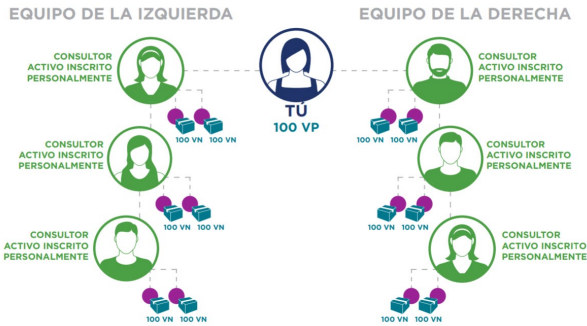 EQUIPO DE LA IZQUIERDA
EQUIPO DE LA DERECHA
CONSULTOR
ACTIVO INSCRITO
PERSONALMENTE
TÚ
100 VP
CONSULTOR
ACTIVO INSCRITO
PERSONALMENTE
100 VN 100 VN
100 VN 100 VN
CONSULTOR
ACTIVO INSCRITO
PERSONALMENTE
CONSULTOR
ACTIVO INSCRITO
PERSONALMENTE
100 VN 100 VN
100 VN 100 VN
CONSULTOR
ACTIVO INSCRITO
PERSONALMENTE
CONSULTOR
ACTIVO INSCRITO
PERSONALMENTE
100 VN 100 VN
100 VN 100 VN